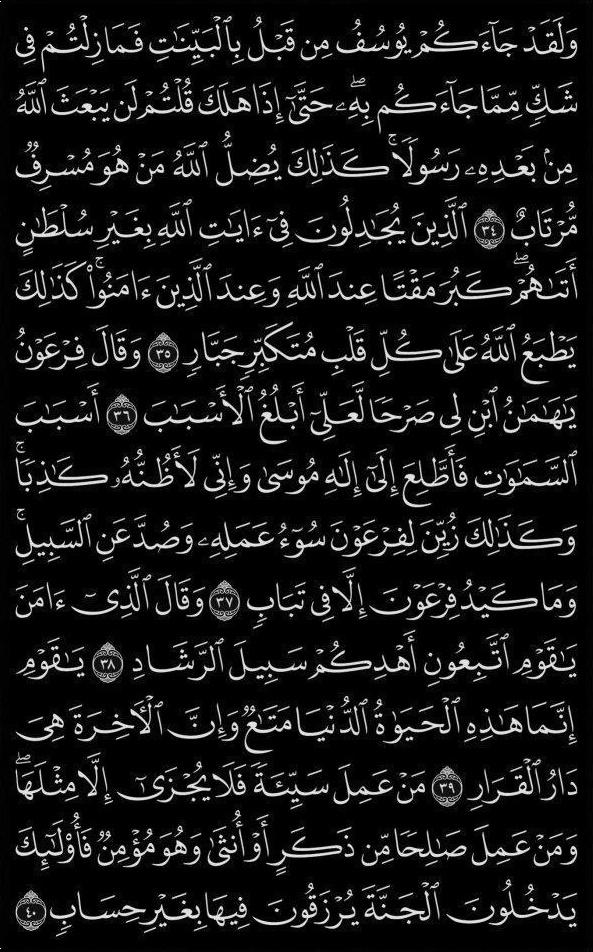 وَلَقَدْ جَآءَكُمْ يُوسُفُ مِن قَبْلُ بِٱلْبَيِّنَٰتِ فَمَا زِلْتُمْ فِى
شَكٍّ مِّمَّا جَآءَكُم بِهِۦۖ حَتَّىٰٓ إِذَا هَلَكَ قُلْتُمْ لَن يَبْعَثَ ٱللَّهُ
مِنۢ بَعْدِهِۦ رَسُولًاۚ كَذَٰلِكَ يُضِلُّ ٱللَّهُ مَنْ هُوَ مُسْرِفٌ
مُّرْتَابٌ ٣٤ ٱلَّذِينَ يُجَٰدِلُونَ فِىٓ ءَايَٰتِ ٱللَّهِ بِغَيْرِ سُلْطَٰنٍ
أَتَىٰهُمْۖ كَبُرَ مَقْتًا عِندَ ٱللَّهِ وَعِندَ ٱلَّذِينَ ءَامَنُوا۟ۚ كَذَٰلِكَ
يَطْبَعُ ٱللَّهُ عَلَىٰ كُلِّ قَلْبِ مُتَكَبِّرٍ جَبَّارٍ ٣٥ وَقَالَ فِرْعَوْنُ
يَٰهَٰمَٰنُ ٱبْنِ لِى صَرْحًا لَّعَلِّىٓ أَبْلُغُ ٱلْأَسْبَٰبَ ٣٦ أَسْبَٰبَ
ٱلسَّمَٰوَٰتِ فَأَطَّلِعَ إِلَىٰٓ إِلَٰهِ مُوسَىٰ وَإِنِّى لَأَظُنُّهُۥ كَٰذِبًاۚ
وَكَذَٰلِكَ زُيِّنَ لِفِرْعَوْنَ سُوٓءُ عَمَلِهِۦ وَصُدَّ عَنِ ٱلسَّبِيلِۚ
وَمَا كَيْدُ فِرْعَوْنَ إِلَّا فِى تَبَابٍ ٣٧ وَقَالَ ٱلَّذِىٓ ءَامَنَ
يَٰقَوْمِ ٱتَّبِعُونِ أَهْدِكُمْ سَبِيلَ ٱلرَّشَادِ ٣٨ يَٰقَوْمِ
إِنَّمَا هَٰذِهِ ٱلْحَيَوٰةُ ٱلدُّنْيَا مَتَٰعٌ وَإِنَّ ٱلْءَاخِرَةَ هِىَ
دَارُ ٱلْقَرَارِ ٣٩ مَنْ عَمِلَ سَيِّئَةً فَلَا يُجْزَىٰٓ إِلَّا مِثْلَهَاۖ
وَمَنْ عَمِلَ صَٰلِحًا مِّن ذَكَرٍ أَوْ أُنثَىٰ وَهُوَ مُؤْمِنٌ فَأُو۟لَٰٓئِكَ
يَدْخُلُونَ ٱلْجَنَّةَ يُرْزَقُونَ فِيهَا بِغَيْرِ حِسَابٍ ٤٠